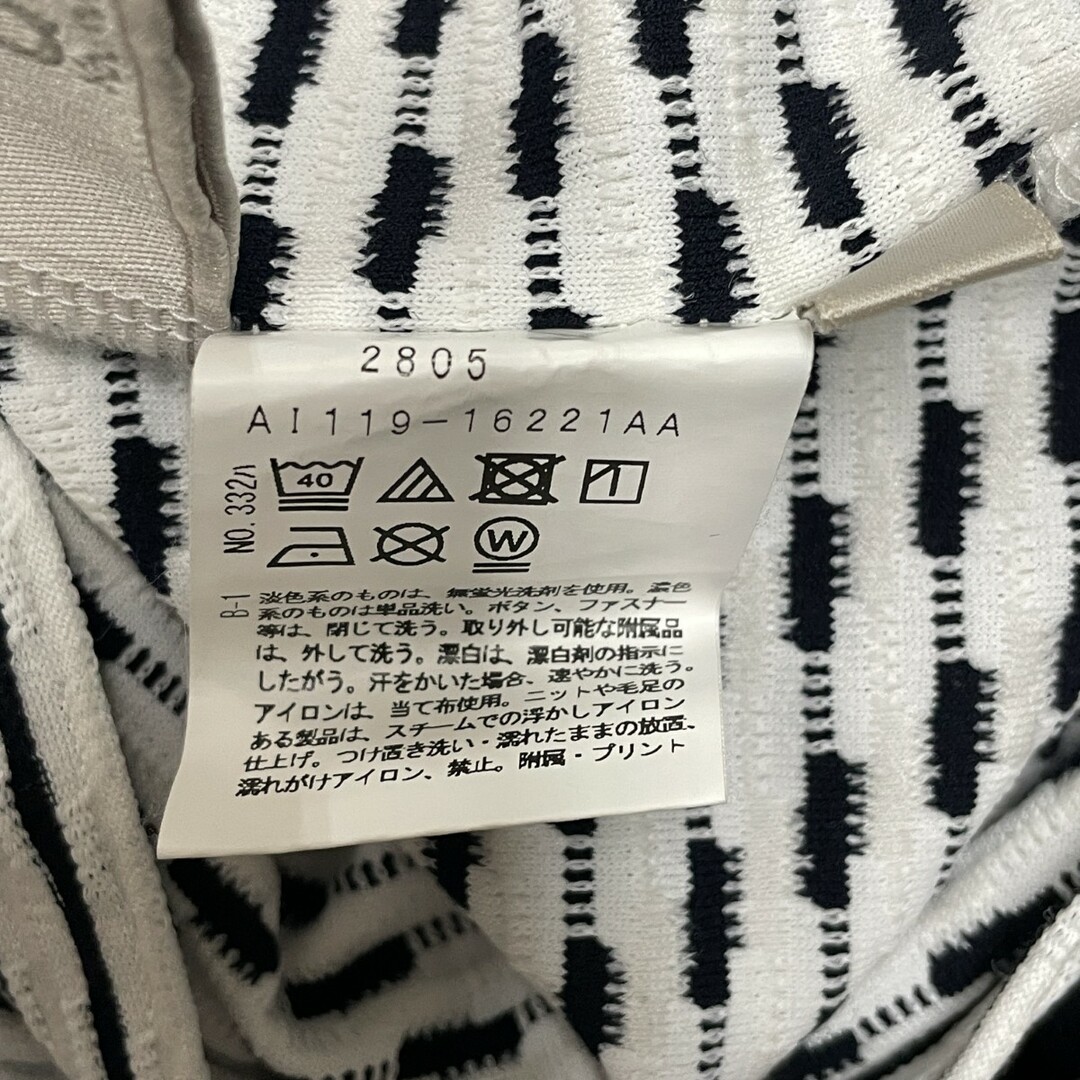 2805
AI119-16221AA
NO.332ハ
40
1
W
B-1
淡色系のものは、無蛍光洗剤を使用。濃色
系のものは単品洗い。ボタン、ファスナー
等は、閉じて洗う。取り外し可能な附属品
は、外して洗う。漂白は、漂白剤の指示に
したがう。汗をかいた場合、速やかに洗う。
アイロンは、当て布使用。ニットや毛足の
ある製品は、スチームでの浮かしアイロン
仕上げ。つけ置き洗い・濡れたままの放置、
濡れがけアイロン、禁止。附属・プリント